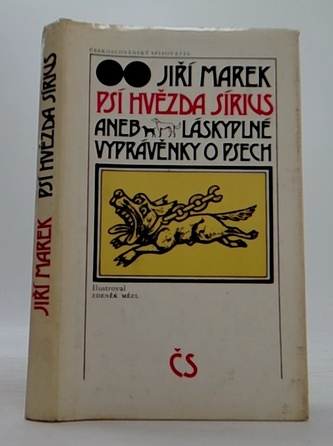 ČESKOSLOVENSKÝ SPISOVATEL
JIŘÍ MAREK
PSÍ HVĚZDA SÍRIUS
ANEB LÁSKYPLNÉ
VYPRÁVĚNKY O PSECH
Ilustroval
ZDENĚK MÉZL
ČS
JIŘÍ MAREK PSÍ HVĚZDA SÍRIUS